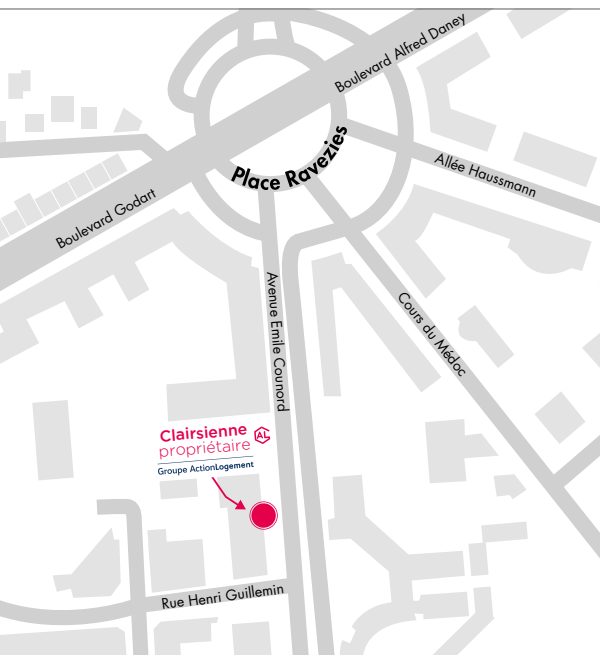 Boulevard Alfred Daney
Place Ravezies
Allée Haussmann
Boulevard Godart
Avenue Emile Counord
Cours du Médoc
Clairsienne
propriétaire
AL
Groupe ActionLogement
Rue Henri Guillemin